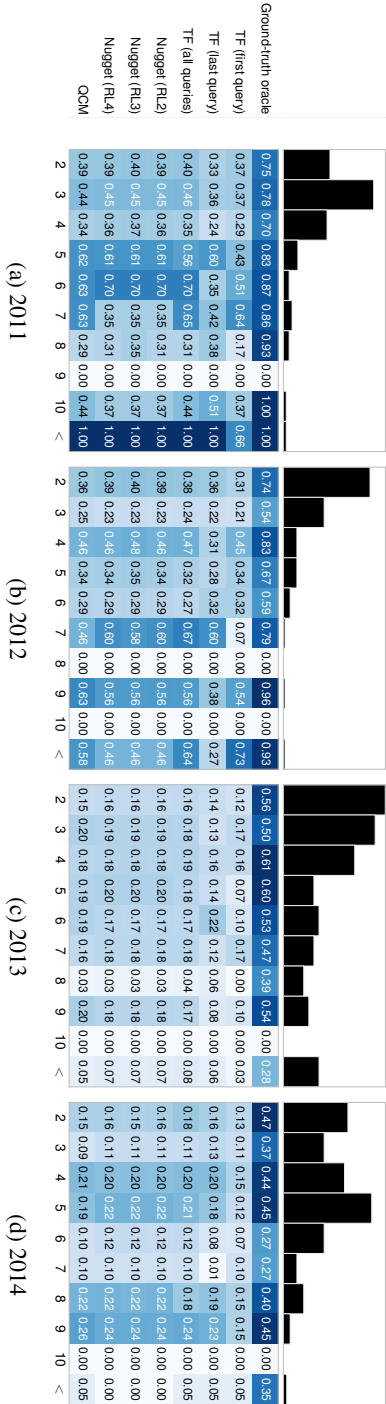 Ground-truth oracle 0.75 0.78 0.70 0.83 0.87 0.86 0.93 0.00 1.00 1.00 0.74 0.54 0.83 0.67 0.59 0.79 0.00 0.96 0.00 0.93 0.56 0.50 0.61 0.60 0.53 0.47 0.39 0.54 0.00 0.28 0.47 0.37 0.44 0.45 0.27 0.27 0.40 0.45 0.00 0.35
TF (first query) 0.37 0.37 0.29 0.43 0.51 0.64 0.17 0.00 0.37 0.66 0.31 0.21 0.45 0.34 0.32 0.07 0.00 0.54 0.00 0.73 0.12 0.17 0.16 0.07 0.10 0.17 0.03 0.10 0.00 0.03 0.13 0.11 0.15 0.12 0.07 0.10 0.15 0.15 0.00 0.05
TF (last query) 0.33 0.36 0.24 0.60 0.35 0.42 0.38 0.00 0.51 1.00 0.36 0.22 0.31 0.28 0.32 0.60 0.00 0.38 0.00 0.27 0.14 0.13 0.16 0.14 0.22 0.12 0.06 0.08 0.00 0.06 0.16 0.13 0.20 0.18 0.08 0.01 0.19 0.23 0.00 0.05
TF (all queries) 0.40 0.46 0.35 0.56 0.70 0.65 0.31 0.00 0.44 1.00 0.38 0.24 0.47 0.32 0.27 0.67 0.00 0.56 0.00 0.64 0.16 0.18 0.19 0.18 0.17 0.18 0.04 0.17 0.00 0.08 0.18 0.11 0.20 0.21 0.12 0.10 0.18 0.24 0.00 0.05
Nugget (RL2) 0.39 0.45 0.36 0.61 0.70 0.35 0.31 0.00 0.37 1.00 0.39 0.23 0.46 0.34 0.29 0.60 0.00 0.56 0.00 0.46 0.16 0.19 0.18 0.20 0.17 0.18 0.03 0.18 0.00 0.07 0.16 0.11 0.20 0.22 0.12 0.10 0.22 0.24 0.00 0.00
Nugget (RL3) 0.40 0.45 0.37 0.61 0.70 0.35 0.35 0.00 0.37 1.00 0.40 0.23 0.48 0.35 0.29 0.58 0.00 0.56 0.00 0.46 0.16 0.19 0.18 0.20 0.17 0.18 0.03 0.18 0.00 0.07 0.15 0.11 0.20 0.22 0.12 0.10 0.22 0.24 0.00 0.00
Nugget (RL4) 0.39 0.45 0.36 0.61 0.70 0.35 0.31 0.00 0.37 1.00 0.39 0.23 0.46 0.34 0.29 0.60 0.00 0.56 0.00 0.46 0.16 0.19 0.18 0.20 0.17 0.18 0.03 0.18 0.00 0.07 0.16 0.11 0.20 0.22 0.12 0.10 0.22 0.24 0.00 0.00
QCM 0.39 0.44 0.34 0.62 0.63 0.63 0.29 0.00 0.44 1.00 0.36 0.25 0.46 0.34 0.29 0.46 0.00 0.63 0.00 0.58 0.15 0.20 0.18 0.19 0.19 0.16 0.03 0.20 0.00 0.05 0.15 0.09 0.21 0.19 0.10 0.10 0.22 0.26 0.00 0.05
2 3 4 5 6 7 8 9 10 < 2 3 4 5 6 7 8 9 10 < 2 3 4 5 6 7 8 9 10 < 2 3 4 5 6 7 8 9 10 <
(a) 2011 (b) 2012 (c) 2013 (d) 2014